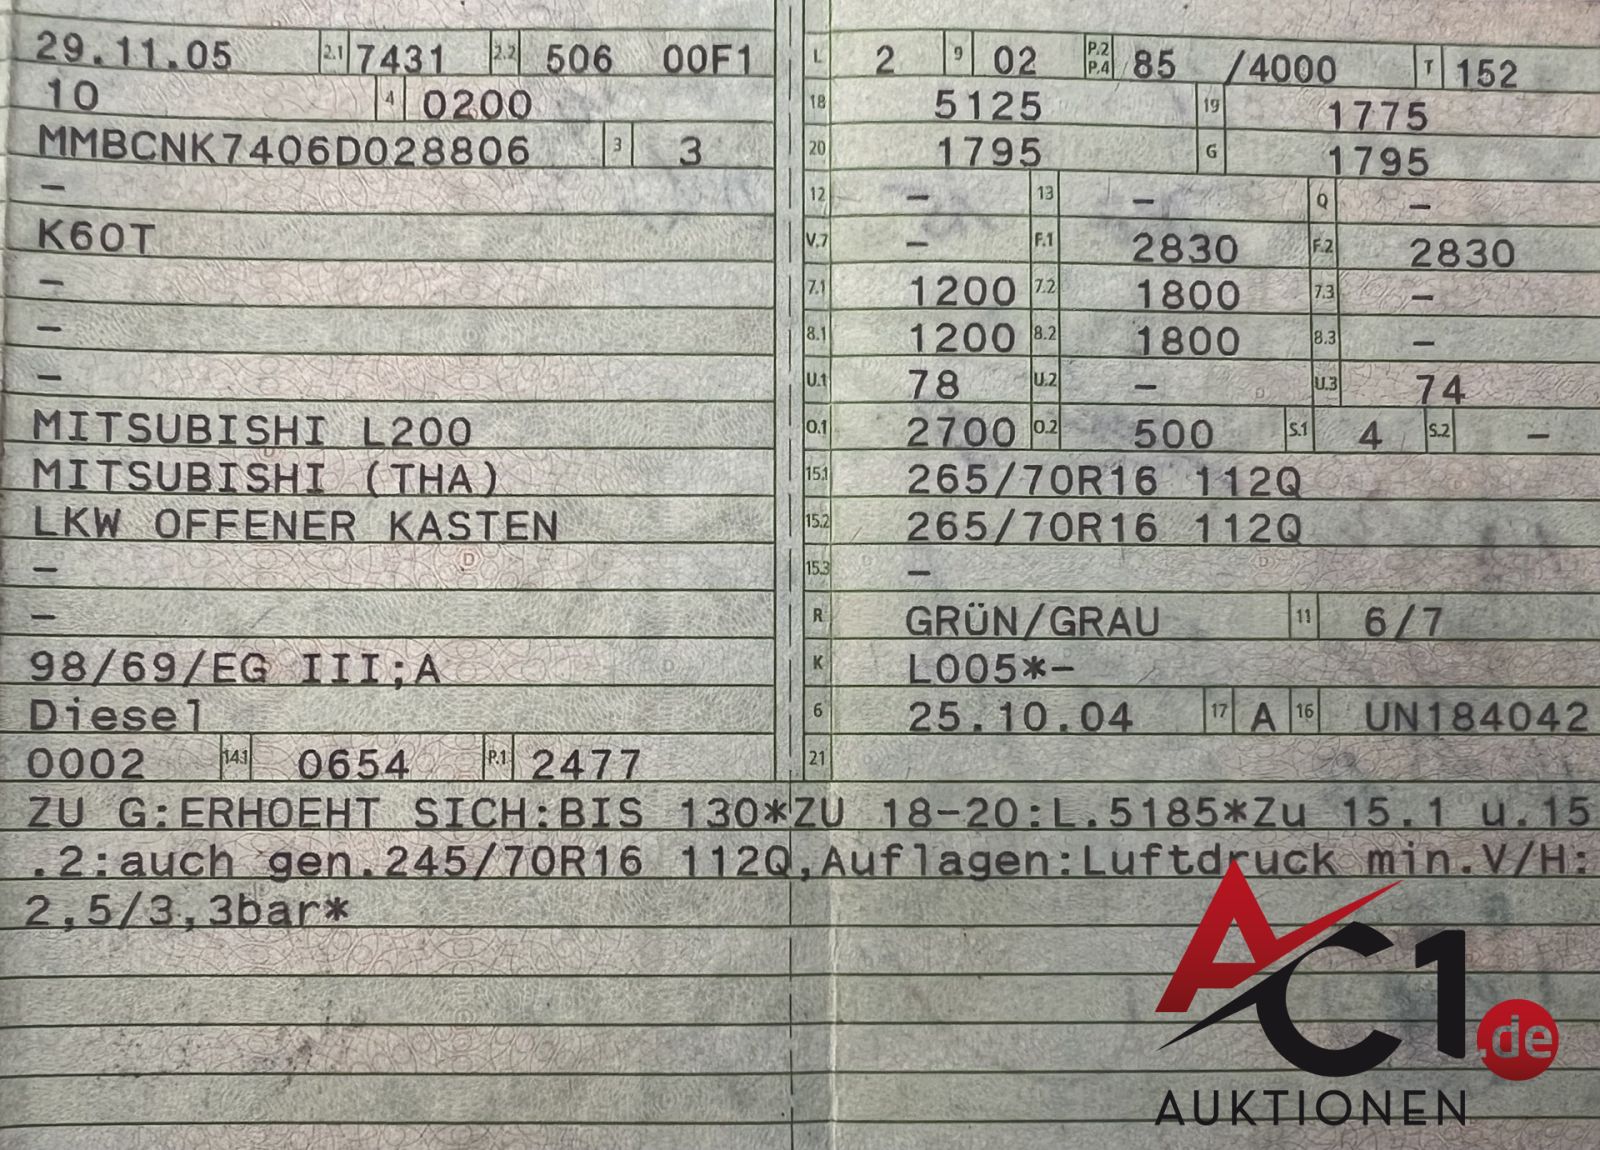 29.11.05 2.1 7431 2.2 506 00F1 L 2 9 02 P.2 P.4 85 /4000 T 152
10 4 0200 18 5125 19 1775
MMBCNK7406D028806 3 3 20 1795 G 1795
– 12 – 13 – Q –
K60T V.7 – F.1 2830 F.2 2830
– 7.1 1200 7.2 1800 7.3 –
– 8.1 1200 8.2 1800 8.3 –
– U.1 78 U.2 – U.3 74
MITSUBISHI L200 O.1 2700 O.2 500 S.1 4 S.2 –
MITSUBISHI (THA) 15.1 265/70R16 112Q
LKW OFFENER KASTEN 15.2 265/70R16 112Q
– 15.3 –
– R GRÜN/GRAU 11 6/7
98/69/EG III;A K L005*-
Diesel 6 25.10.04 17 A 16 UN184042
0002 14.1 0654 P.1 2477 21
ZU G:ERHOEHT SICH:BIS 130*ZU 18-20:L.5185*Zu 15.1 u.15
.2:auch gen.245/70R16 112Q,Auflagen:Luftdruck min.V/H:
2,5/3,3bar*
AC1.de
AUKTIONEN